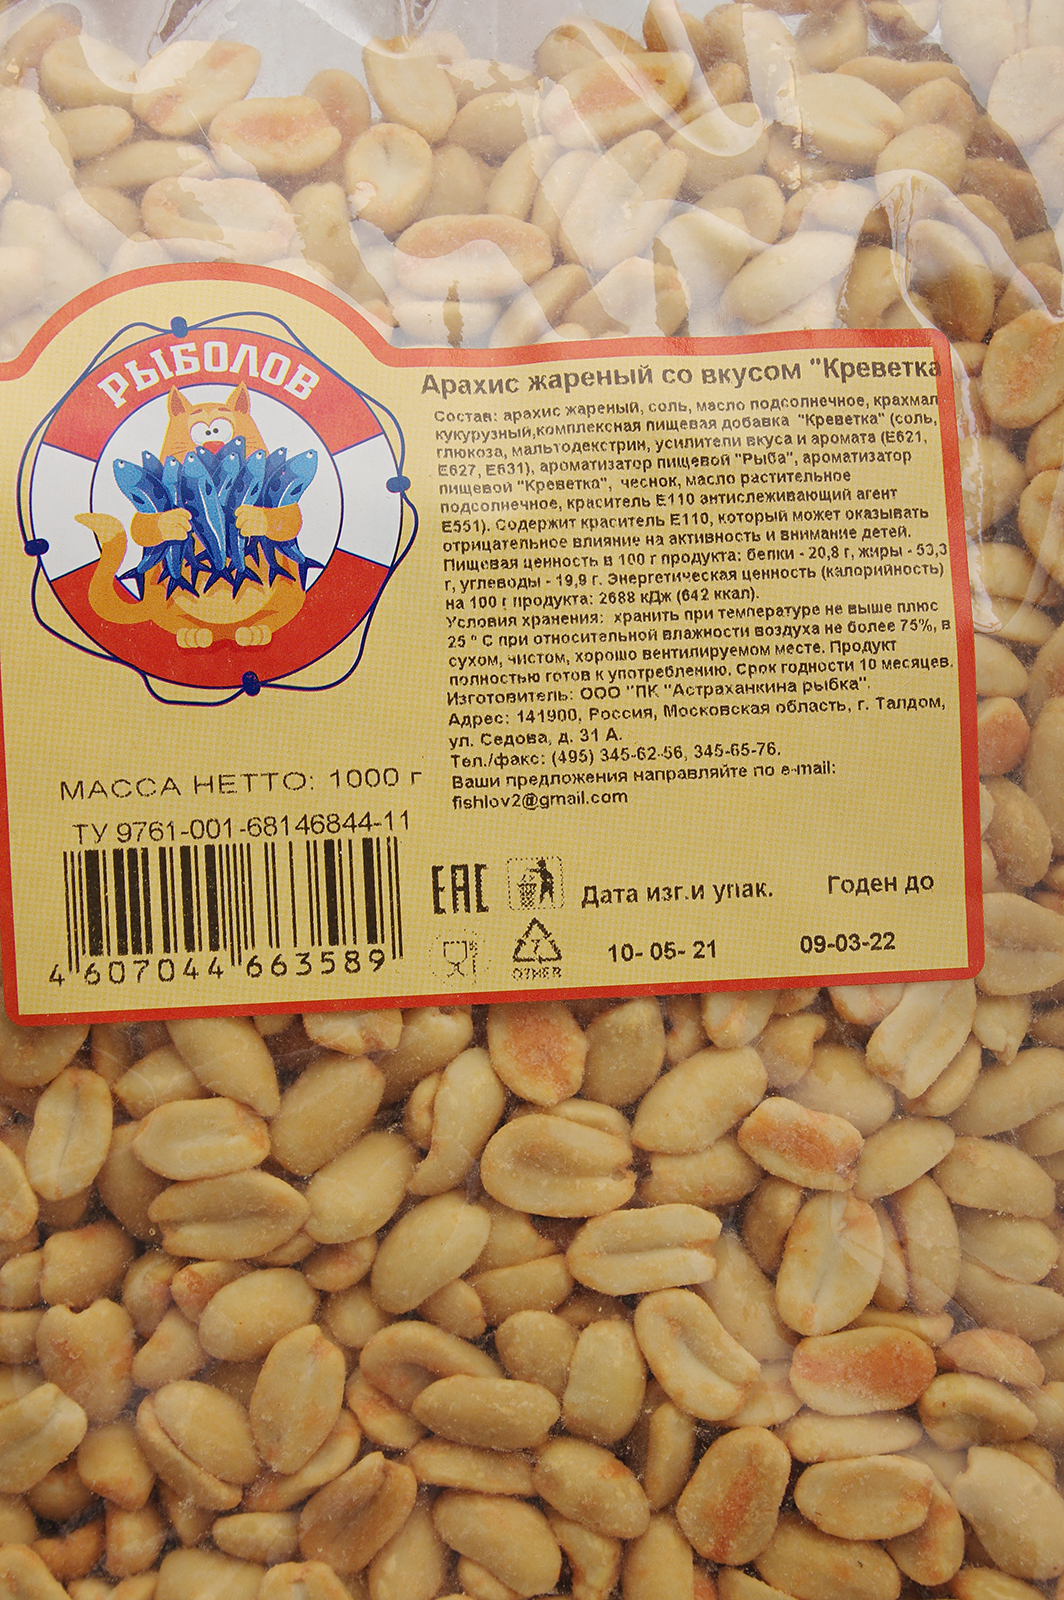 РЫБОЛОВ
Арахис жареный со вкусом "Креветка
Состав: арахис жареный, соль, масло подсолнечное, крахмал
кукурузный,комплексная пищевая добавка "Креветка" (соль,
глюкоза, мальтодекстрин, усилители вкуса и аромата (Е621,
Е627, Е631), ароматизатор пищевой "Рыба", ароматизатор
пищевой "Креветка", чеснок, масло растительное
подсолнечное, краситель Е110 антислеживающий агент
Е551). Содержит краситель Е110, который может оказывать
отрицательное влияние на активность и внимание детей.
Пищевая ценность в 100 г продукта: белки - 20,8 г, жиры - 53,3
г, углеводы - 19,9 г. Энергетическая ценность (калорийность)
на 100 г продукта: 2688 кДж (642 ккал).
Условия хранения: хранить при температуре не выше плюс
25 ° С при относительной влажности воздуха не более 75%, в
сухом, чистом, хорошо вентилируемом месте. Продукт
полностью готов к употреблению. Срок годности 10 месяцев.
Изготовитель: ООО "ПК "Астраханкина рыбка".
Адрес: 141900, Россия, Московская область, г. Талдом,
ул. Седова, д. 31 А.
Тел./факс: (495) 345-62-56, 345-65-76.
Ваши предложения направляйте по e-mail:
fishlov2@gmail.com
МАССА НЕТТО: 1000 г
ТУ 9761-001-68146844-11
4 607044 663589
EAC
Дата изг.и упак.
Годен до
7
OTHER
10- 05- 21
09-03-22